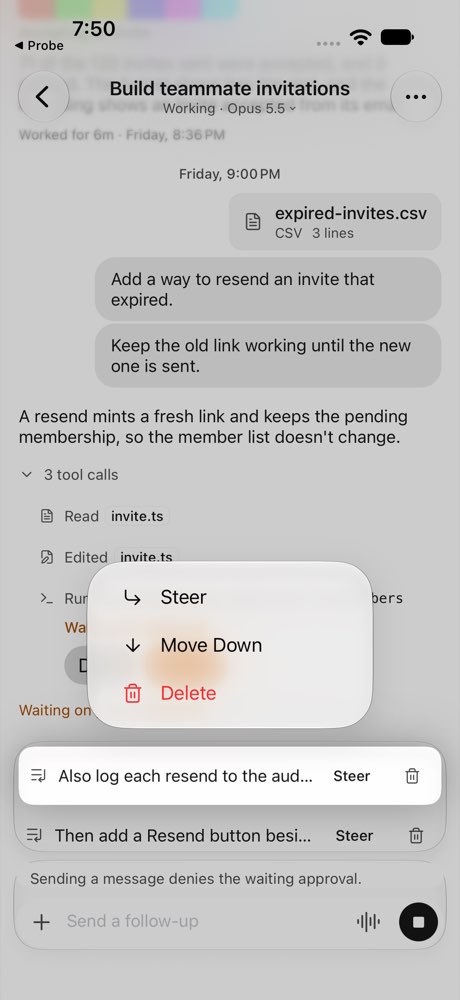 7:50
Probe
Build teammate invitations
Working · Opus 5.5
Worked for 6m · Friday, 8:36 PM
Friday, 9:00 PM
expired-invites.csv
CSV 3 lines
Add a way to resend an invite that
expired.
Keep the old link working until the new
one is sent.
A resend mints a fresh link and keeps the pending
membership, so the member list doesn't change.
3 tool calls
Read invite.ts
Edited invite.ts
Steer
Move Down
Delete
Waiting on
Also log each resend to the aud... Steer
Then add a Resend button besi... Steer
Sending a message denies the waiting approval.
Send a follow-up